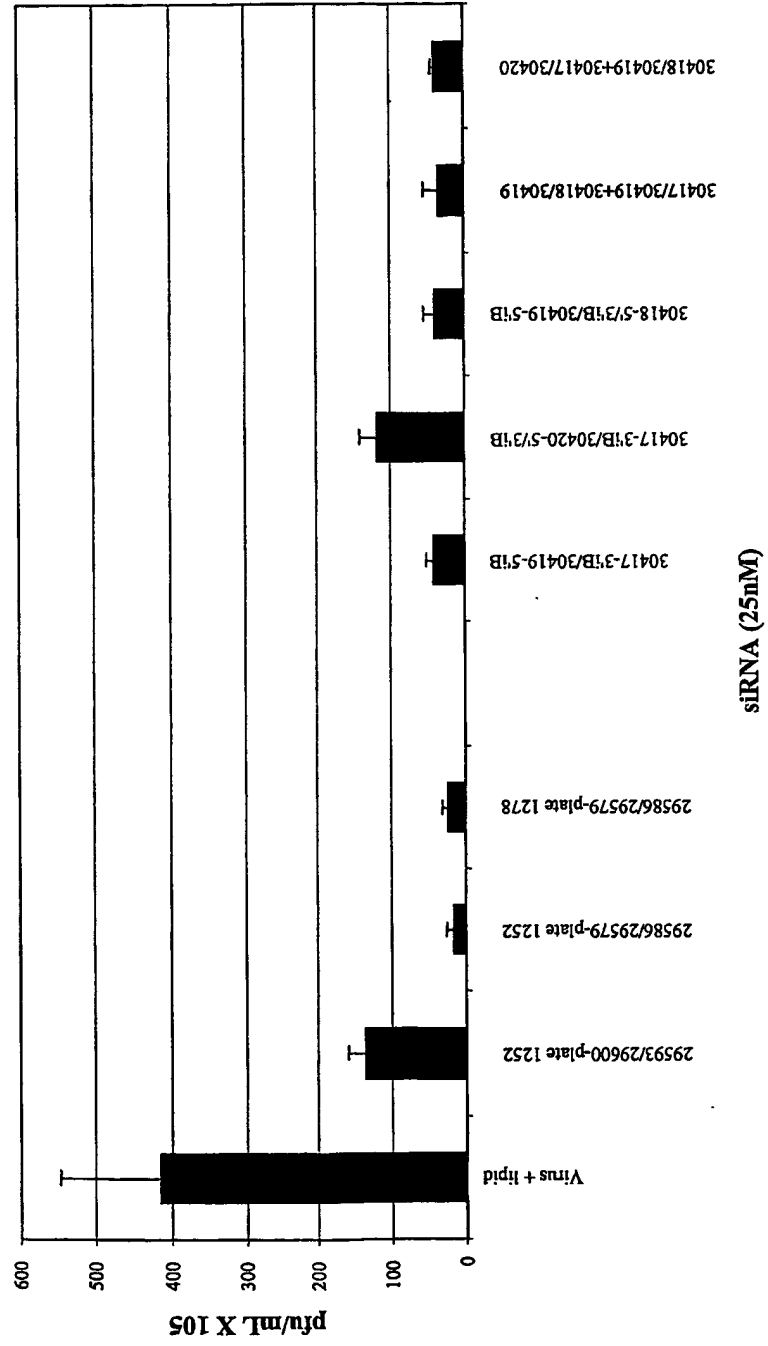 pfu/mL X 105
600
500
400
300
200
100
0
Virus + lipid
29593/29600-plate 1252
29586/29579-plate 1252
29586/29579-plate 1278
30417-3'iB/30419-5'iB
30417-3'iB/30420-5'/3'iB
30418-5'/3'iB/30419-5'iB
30417/30419+30418/30419
30418/30419+30417/30420
siRNA (25nM)